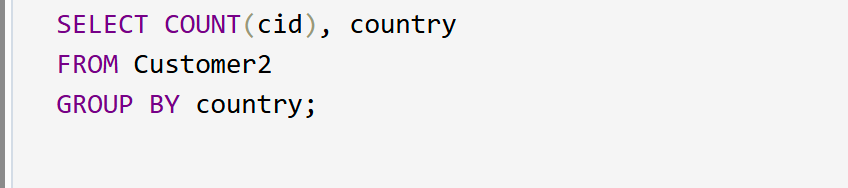 SELECT COUNT(cid), country
FROM Customer2
GROUP BY country;